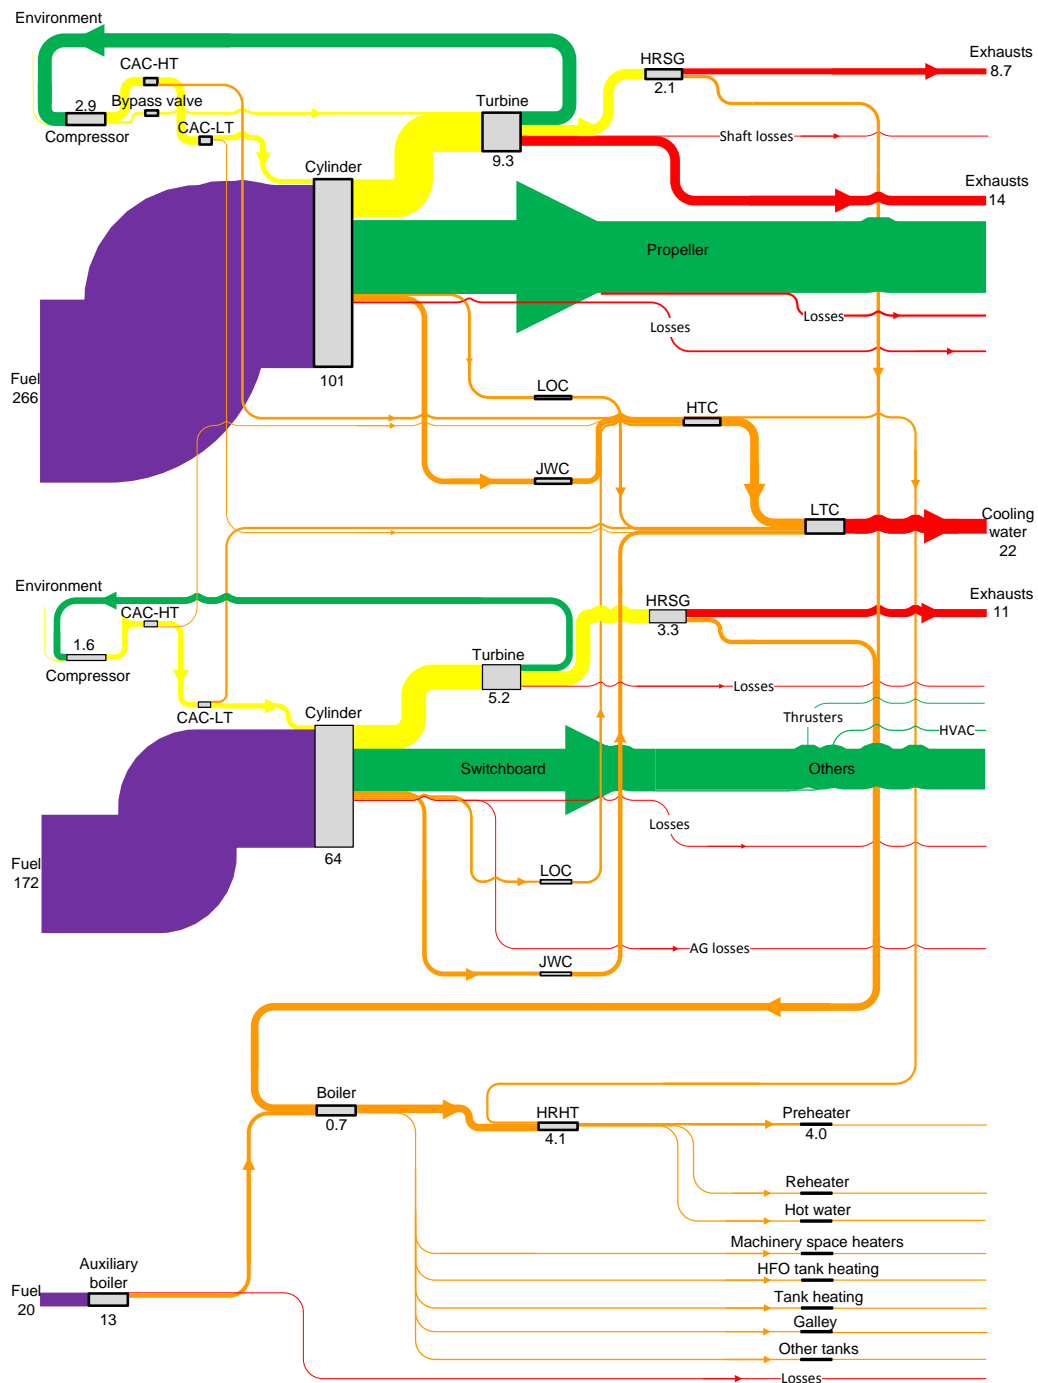 Environment
CAC-HT
HRSG
Exhausts
8.7
2.9
Bypass valve
2.1
Turbine
Compressor
CAC-LT
Shaft losses
9.3
Cylinder
Exhausts
14
Propeller
Losses
Losses
Fuel
266
101
LOC
HTC
JWC
LTC
Cooling
water
22
Environment
CAC-HT
HRSG
Exhausts
11
3.3
1.6
Compressor
Turbine
5.2
Losses
CAC-LT
Cylinder
Thrusters
HVAC
Switchboard
Others
Losses
Fuel
172
64
LOC
AG losses
JWC
Boiler
0.7
HRHT
4.1
Preheater
4.0
Reheater
Hot water
Machinery space heaters
HFO tank heating
Auxiliary
boiler
Fuel
20
13
Tank heating
Galley
Other tanks
Losses